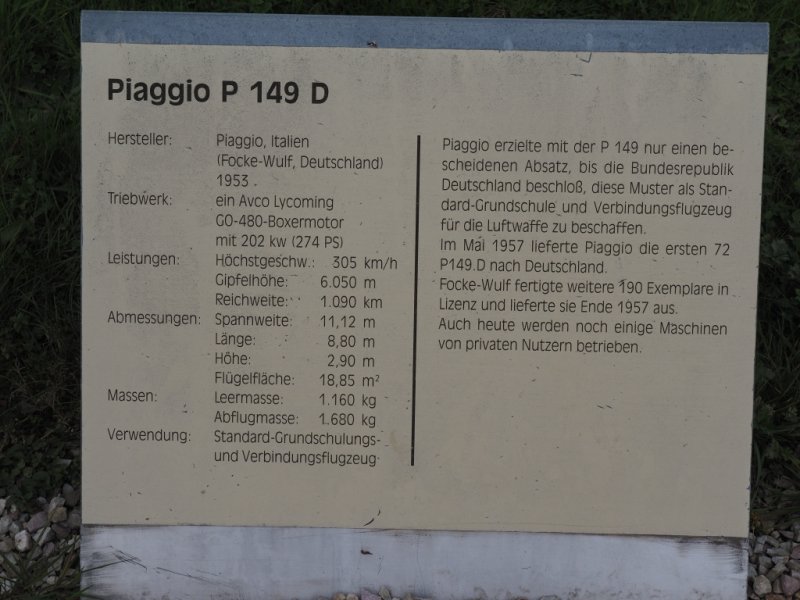 Piaggio P 149 D
Hersteller: Piaggio, Italien
(Focke-Wulf, Deutschland)
1953
Triebwerk: ein Avco Lycoming
GO-480-Boxermotor
mit 202 kw (274 PS)
Leistungen: Höchstgeschw.: 305 km/h
Gipfelhöhe: 6.050 m
Reichweite: 1.090 km
Abmessungen: Spannweite: 11,12 m
Länge: 8,80 m
Höhe: 2,90 m
Flügelfläche: 18,85 m²
Massen: Leermasse: 1.160 kg
Abflugmasse: 1.680 kg
Verwendung: Standard-Grundschulungs-
und Verbindungsflugzeug
Piaggio erzielte mit der P 149 nur einen be-
scheidenen Absatz, bis die Bundesrepublik
Deutschland beschloß, diese Muster als Stan-
dard-Grundschule und Verbindungsflugzeug
für die Luftwaffe zu beschaffen.
Im Mai 1957 lieferte Piaggio die ersten 72
P149 D nach Deutschland.
Focke-Wulf fertigte weitere 190 Exemplare in
Lizenz und lieferte sie Ende 1957 aus.
Auch heute werden noch einige Maschinen
von privaten Nutzern betrieben.